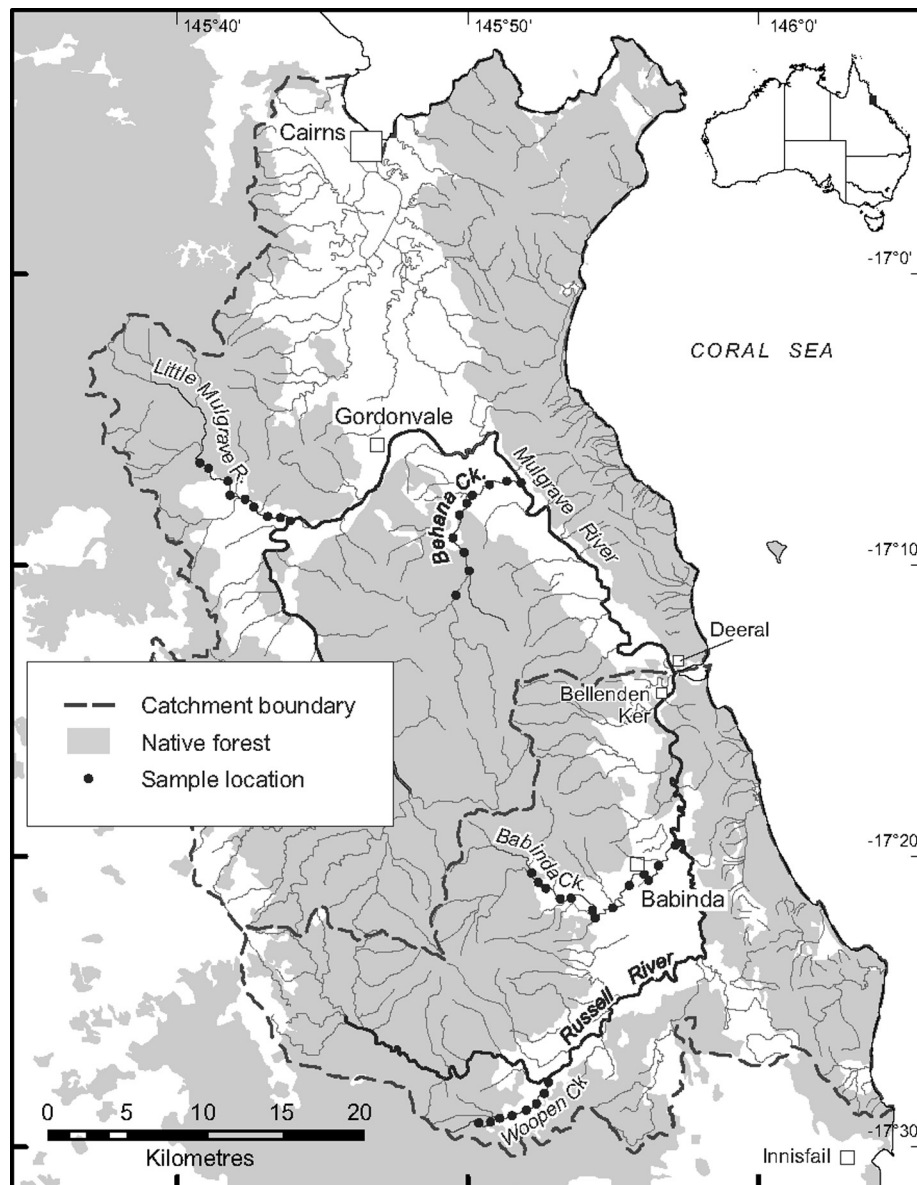 145°40'
145°50'
146°0'
Cairns
-17°0'
CORAL SEA
Little Mulgrave R.
Gordonvale
Mulgrave River
Behana Ck.
-17°10'
Deeral
Bellenden
Ker
Catchment boundary
Native forest
Sample location
-17°20'
Babinda Ck.
Babinda
Russell River
Woopen Ck
0 5 10 15 20
Kilometres
-17°30'
Innisfail